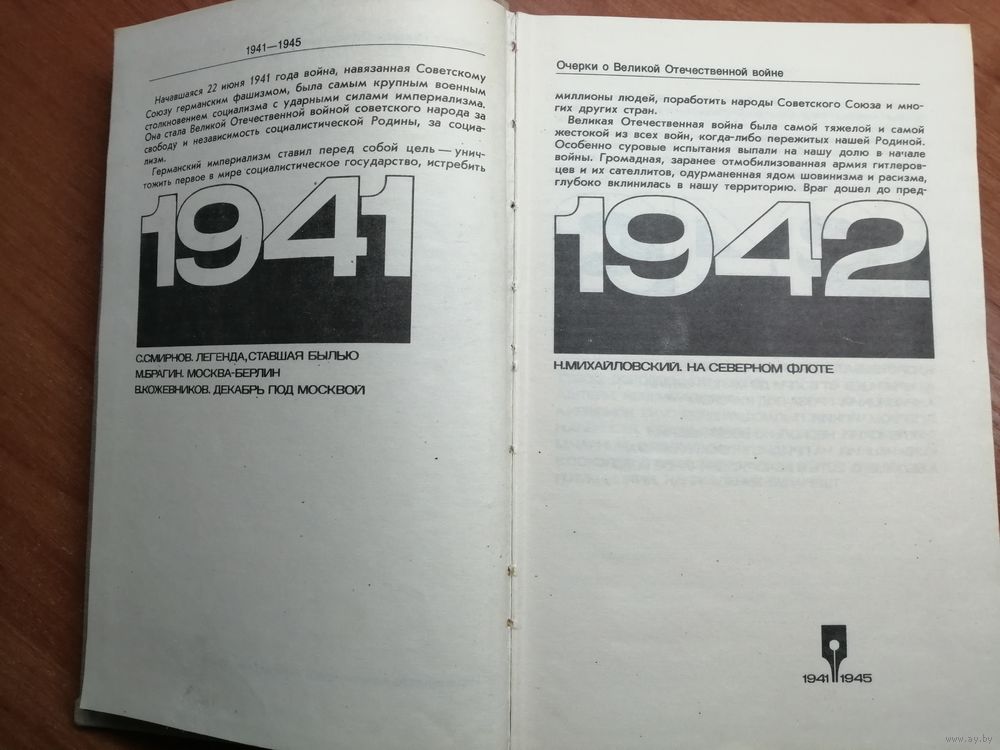 1941—1945
Начавшаяся 22 июня 1941 года война, навязанная Советскому
Союзу германским фашизмом, была самым крупным военным
столкновением социализма с ударными силами империализма.
Она стала Великой Отечественной войной советского народа за
свободу и независимость социалистической Родины, за социа-
лизм.
Германский империализм ставил перед собой цель — унич-
тожить первое в мире социалистическое государство, истребить
1941
С.СМИРНОВ. ЛЕГЕНДА, СТАВШАЯ БЫЛЬЮ
М.БРАГИН. МОСКВА-БЕРЛИН
В.КОЖЕВНИКОВ. ДЕКАБРЬ ПОД МОСКВОЙ
Очерки о Великой Отечественной войне
миллионы людей, поработить народы Советского Союза и мно-
гих других стран.
Великая Отечественная война была самой тяжелой и самой
жестокой из всех войн, когда-либо пережитых нашей Родиной.
Особенно суровые испытания выпали на нашу долю в начале
войны. Громадная, заранее отмобилизованная армия гитлеров-
цев и их сателлитов, одурманенная ядом шовинизма и расизма,
глубоко вклинилась в нашу территорию. Враг дошел до пред-
1942
Н.МИХАЙЛОВСКИЙ. НА СЕВЕРНОМ ФЛОТЕ
1941 1945
www.ay.by